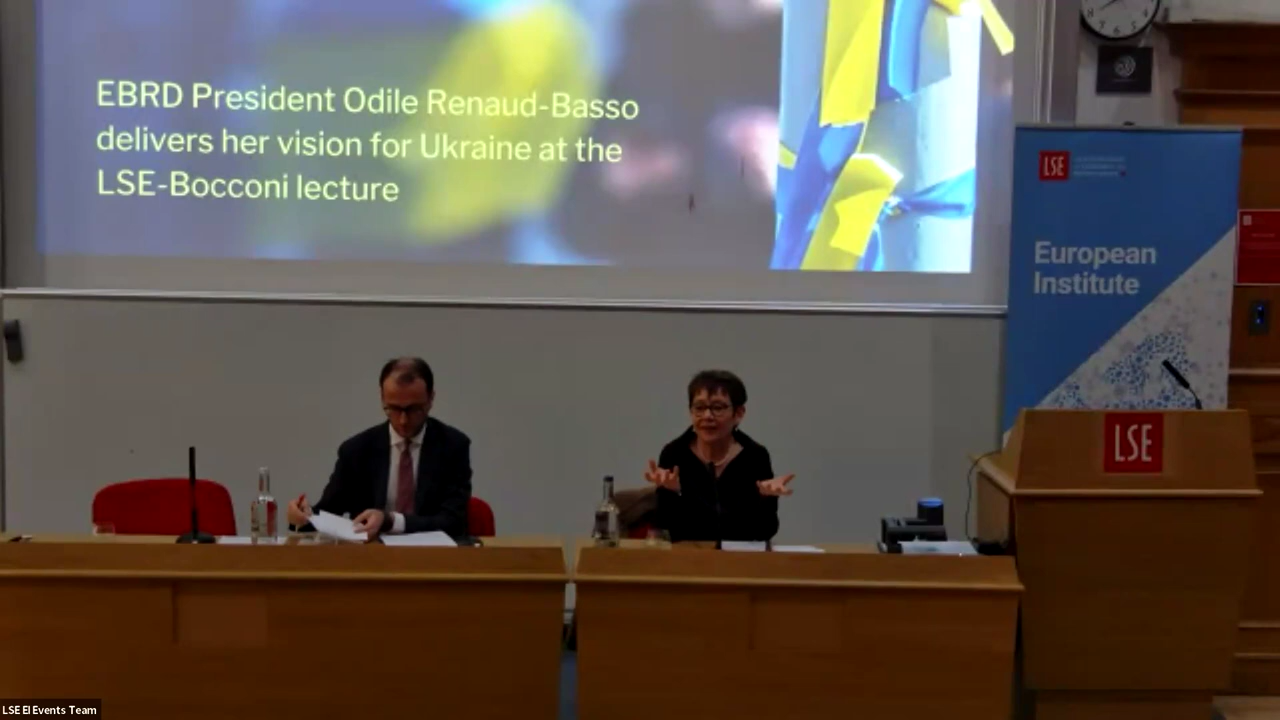 EBRD President Odile Renaud-Basso
delivers her vision for Ukraine at the
LSE-Bocconi lecture
LSE
European
Institute
LSE
LSE EI Events Team